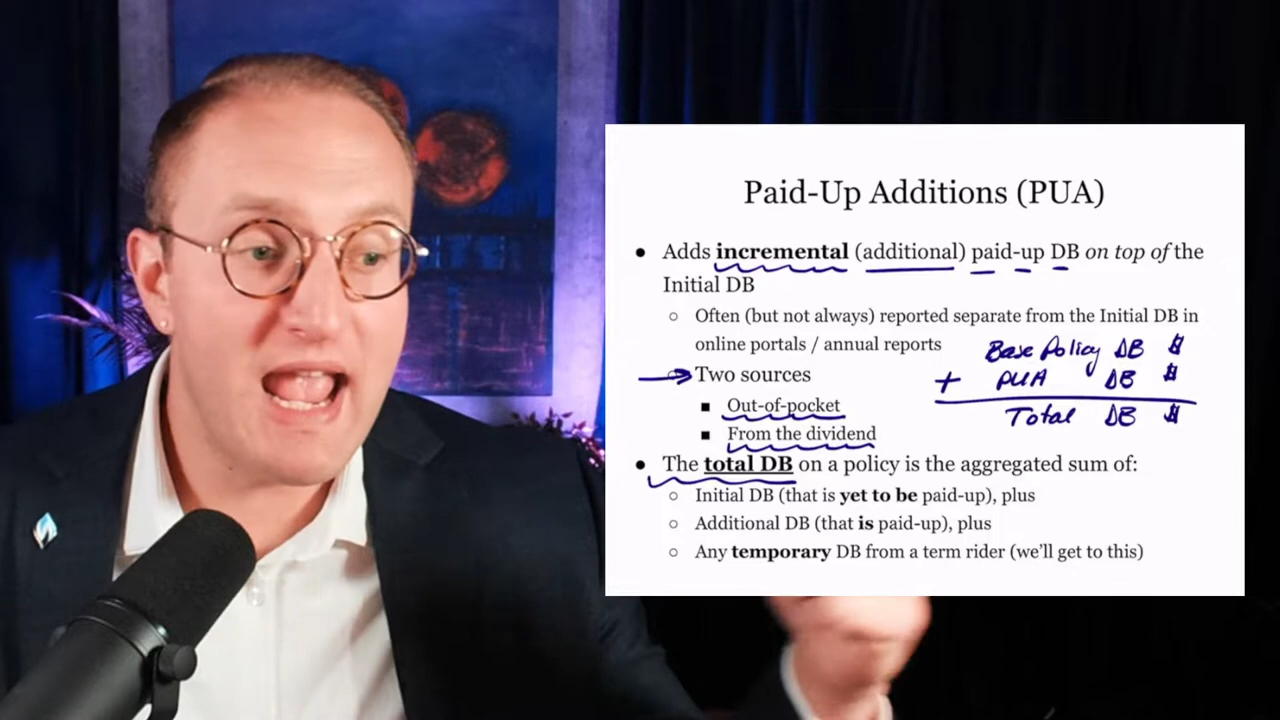 Paid-Up Additions (PUA)
● Adds incremental (additional) paid-up DB on top of the
Initial DB
○ Often (but not always) reported separate from the Initial DB in
online portals / annual reports
Base Policy DB $
+ PUA DB $
Total DB $
○ Two sources
■ Out-of-pocket
■ From the dividend
● The total DB on a policy is the aggregated sum of:
○ Initial DB (that is yet to be paid-up), plus
○ Additional DB (that is paid-up), plus
○ Any temporary DB from a term rider (we'll get to this)